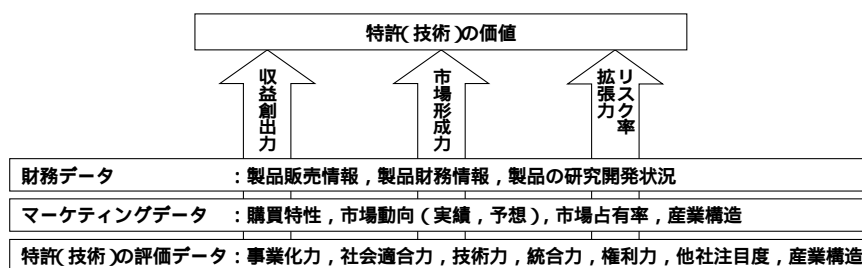 特許(技術)の価値
収益創出力
市場形成力
リスク率
拡張力
財務データ　　　　　：製品販売情報，製品財務情報，製品の研究開発状況
マーケティングデータ　：購買特性，市場動向（実績，予想），市場占有率，産業構造
特許(技術)の評価データ：事業化力，社会適合力，技術力，統合力，権利力，他社注目度，産業構造